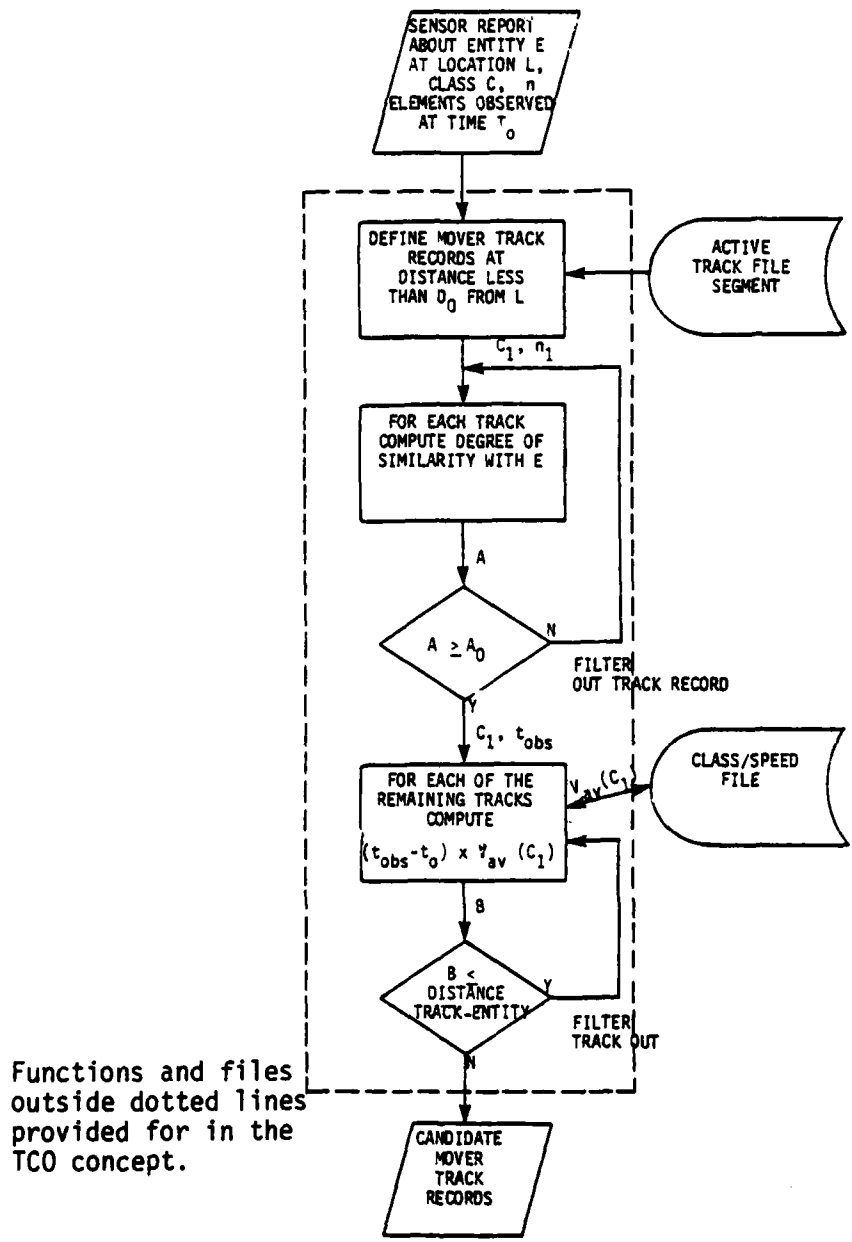 SENSOR REPORT
ABOUT ENTITY E
AT LOCATION L,
CLASS C, n
ELEMENTS OBSERVED
AT TIME T₀
DEFINE MOVER TRACK
RECORDS AT
DISTANCE LESS
THAN D₀ FROM L
ACTIVE
TRACK FILE
SEGMENT
C₁, n₁
FOR EACH TRACK
COMPUTE DEGREE OF
SIMILARITY WITH E
A
A ≥ A₀
N
FILTER
OUT TRACK RECORD
Y
C₁, t_obs
FOR EACH OF THE
REMAINING TRACKS
COMPUTE
(t_obs-t₀) x V_av (C₁)
V_av(C₁)
CLASS/SPEED
FILE
B
B ≤
DISTANCE
TRACK-ENTITY
Y
FILTER
TRACK OUT
N
Functions and files
outside dotted lines
provided for in the
TCO concept.
CANDIDATE
MOVER
TRACK
RECORDS